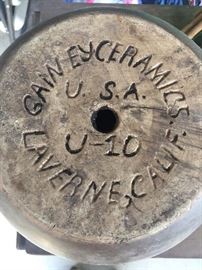 GAINEY CERAMICS.
U.S.A.
U-10
LAVERNE, CALIF.